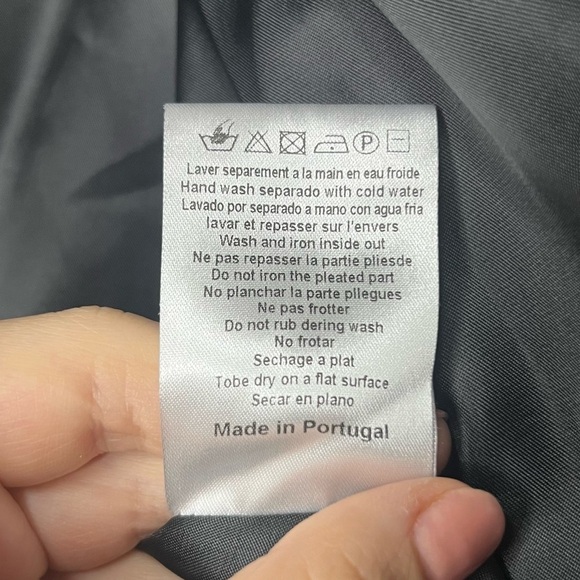 P
Laver separement a la main en eau froide
Hand wash separado with cold water
Lavado por separado a mano con agua fria
lavar et repasser sur l'envers
Wash and iron inside out
Ne pas repasser la partie pliesde
Do not iron the pleated part
No planchar la parte pliegues
Ne pas frotter
Do not rub dering wash
No frotar
Sechage a plat
Tobe dry on a flat surface
Secar en plano
Made in Portugal